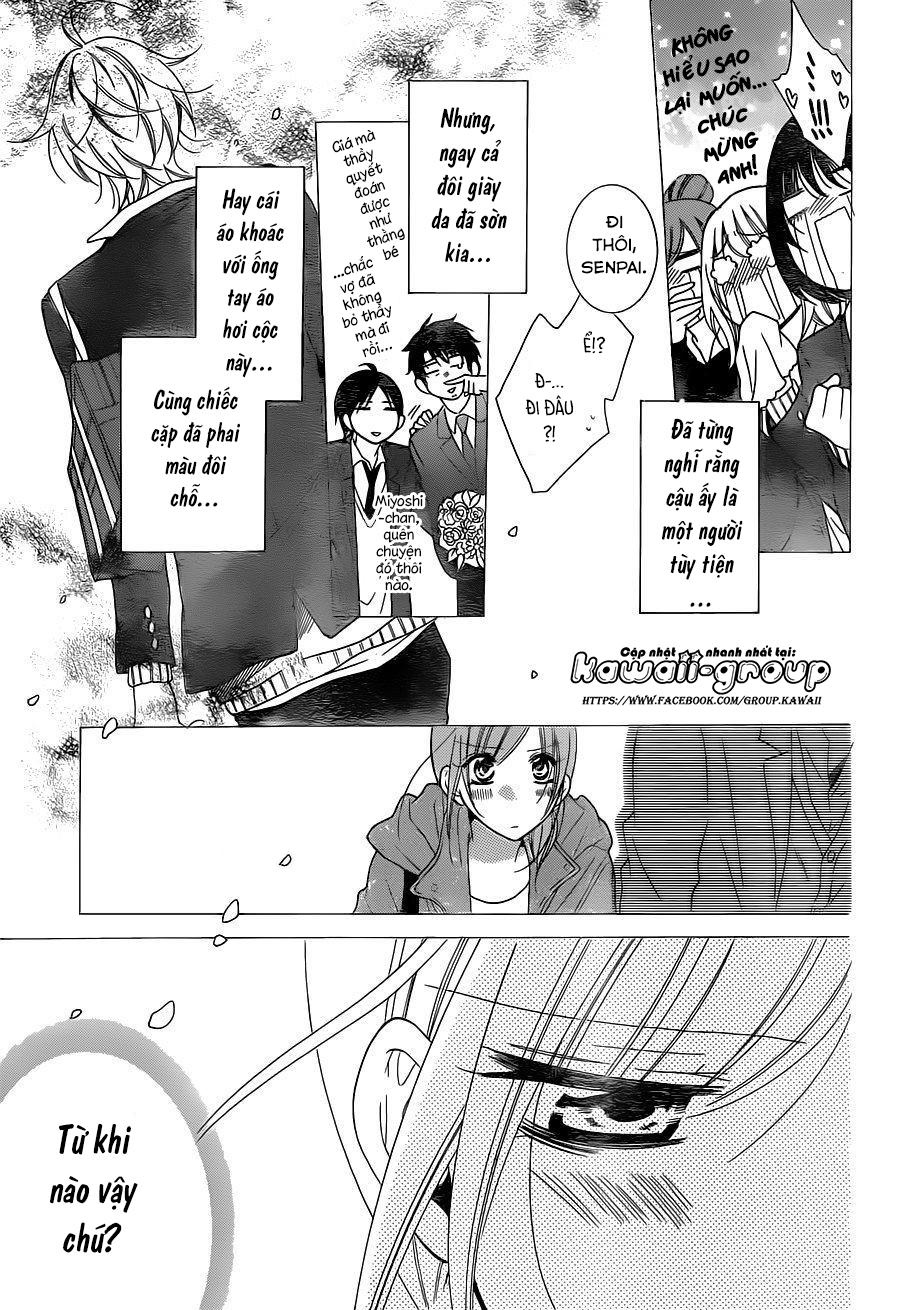 !!!
KHÔNG
HIỂU SAO
LẠI MUỐN...
CHÚC
MỪNG
ANH!
ĐI
THÔI,
SENPAI.
Ể!?
Đ-...
ĐI ĐÂU
?!
Đã từng
nghĩ rằng
cậu ấy là
một người
tùy tiện
...
Nhưng,
ngay cả
đôi giày
da đã sờn
kia...
Giá mà
thầy
quyết
đoán
được
như
thằng
bé
...chắc
vợ đã
không
bỏ thầy
mà đi
rồi...
Miyoshi
-chan,
quên
chuyện
đó thôi
nào.
Hay cái
áo khoác
với ống
tay áo
hơi cộc
này...
Cùng chiếc
cặp đã phai
màu đôi
chỗ...
Cập nhật nhanh nhất tại:
kawaii-group
HTTPS://WWW.FACEBOOK.COM/GROUP.KAWAII
Từ khi
nào vậy
chứ?